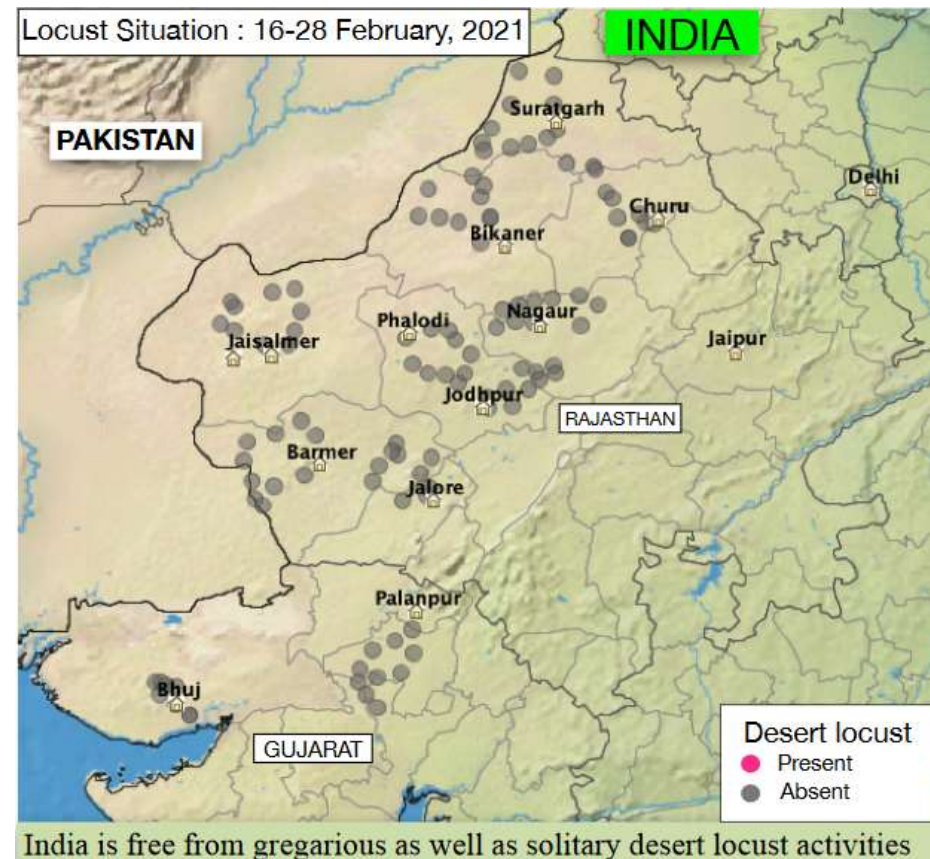 Locust Situation : 16-28 February, 2021
INDIA
PAKISTAN
Suratgarh
Delhi
Churu
Bikaner
Phalodi
Nagaur
Jaisalmer
Jaipur
Jodhpur
RAJASTHAN
Barmer
Jalore
Palanpur
Bhuj
GUJARAT
Desert locust
Present
Absent
India is free from gregarious as well as solitary desert locust activities